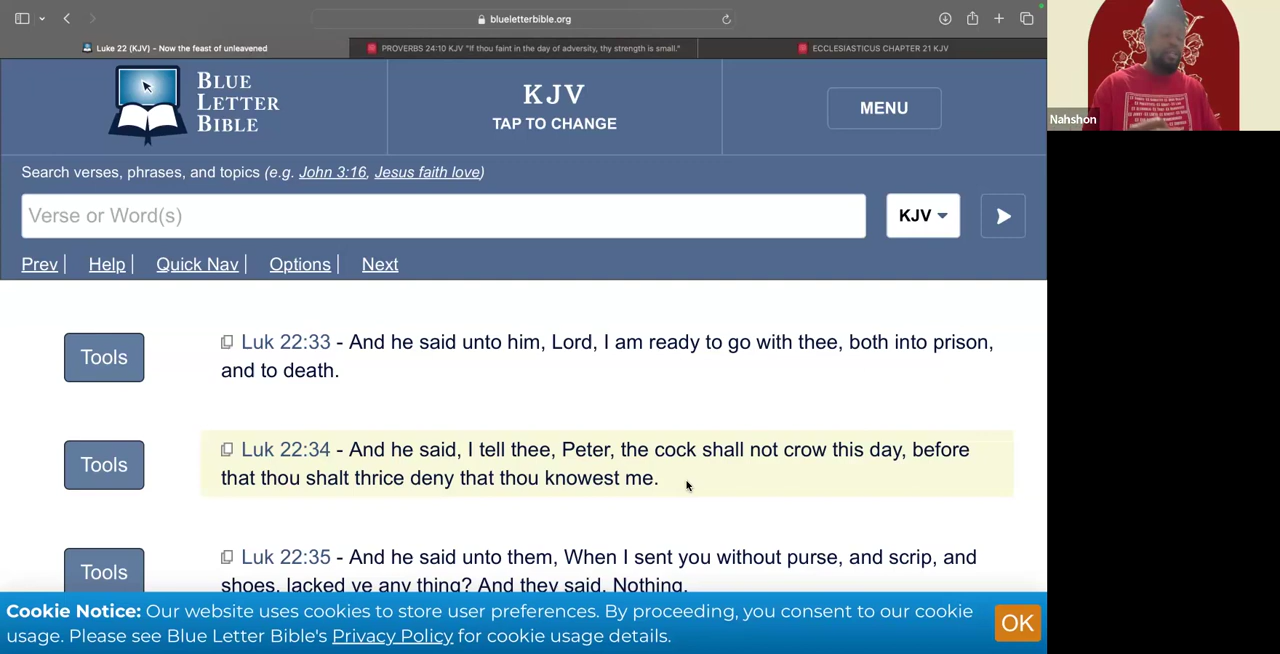 blueletterbible.org
Luke 22 (KJV) - Now the feast of unleavened
PROVERBS 24:10 KJV "If thou faint in the day of adversity, thy strength is small."
ECCLESIASTICUS CHAPTER 21 KJV
BLUE
LETTER
BIBLE
KJV
TAP TO CHANGE
MENU
Search verses, phrases, and topics (e.g. John 3:16, Jesus faith love)
Verse or Word(s)
KJV
Prev | Help | Quick Nav | Options | Next
Tools
Luk 22:33 - And he said unto him, Lord, I am ready to go with thee, both into prison,
and to death.
Tools
Luk 22:34 - And he said, I tell thee, Peter, the cock shall not crow this day, before
that thou shalt thrice deny that thou knowest me.
Tools
Luk 22:35 - And he said unto them, When I sent you without purse, and scrip, and
shoes, lacked ye any thing? And they said, Nothing.
Cookie Notice: Our website uses cookies to store user preferences. By proceeding, you consent to our cookie
usage. Please see Blue Letter Bible's Privacy Policy for cookie usage details.
OK
Nahshon